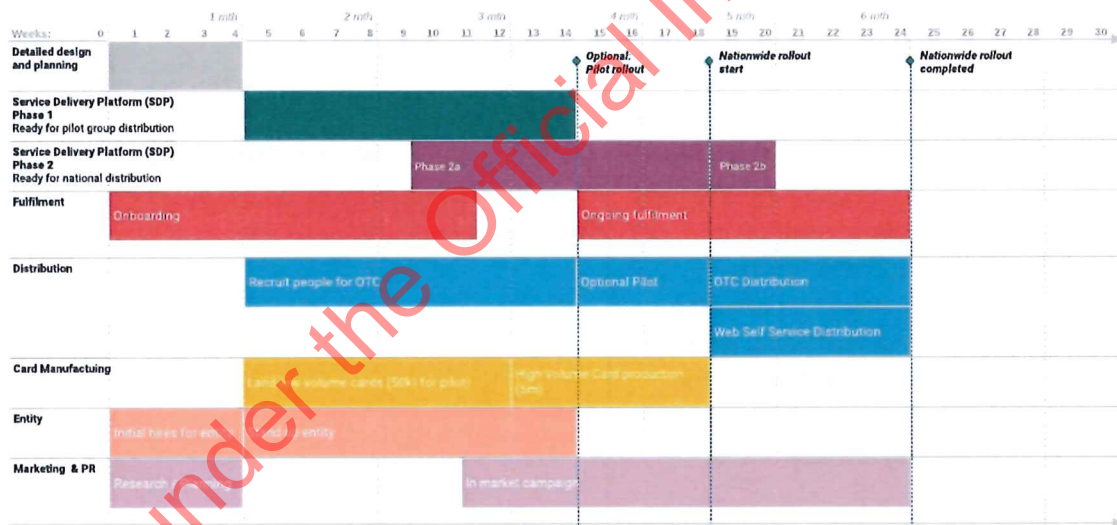 1 mth 2 mth 3 mth 4 mth 5 mth 6 mth
Weeks: 0 1 2 3 4 5 6 7 8 9 10 11 12 13 14 15 16 17 18 19 20 21 22 23 24 25 26 27 28 29 30
Detailed design
and planning
Optional.
Pilot rollout
Nationwide rollout
start
Nationwide rollout
completed
Service Delivery Platform (SDP)
Phase 1
Ready for pilot group distribution
Service Delivery Platform (SDP)
Phase 2
Ready for national distribution
Phase 2a
Phase 2b
Fulfilment
Onboarding
Ongoing fulfilment
Distribution
Recruit people for OTC
Optional Pilot
OTC Distribution
Web Self Service Distribution
Card Manufactuing
volume cards (50k) for pilot
High Volume Card production
(5m)
Entity
Initial hires for
entity
Marketing & PR
Research
In market campaign
under the Official